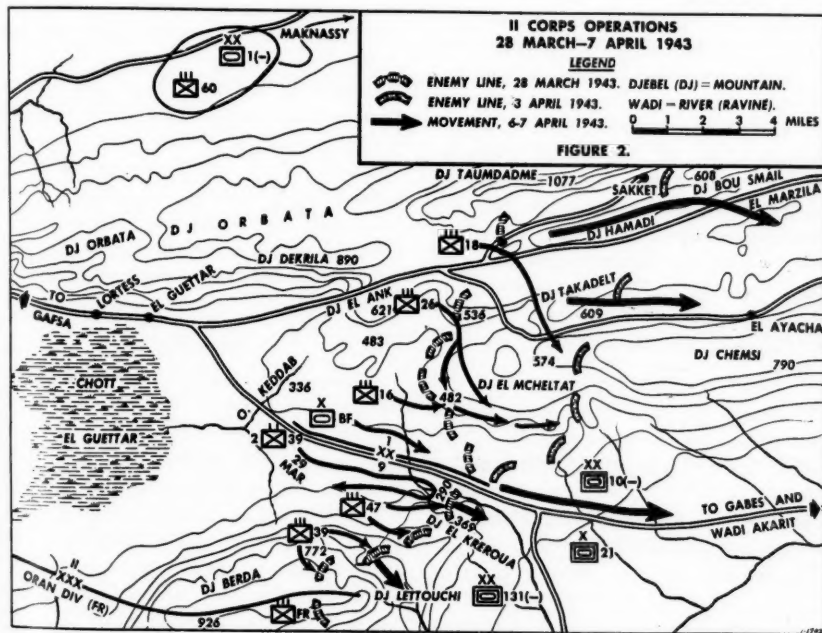 II CORPS OPERATIONS
28 MARCH—7 APRIL 1943
LEGEND
ENEMY LINE, 28 MARCH 1943. DJEBEL (DJ) = MOUNTAIN.
ENEMY LINE, 3 APRIL 1943. WADI — RIVER (RAVINE).
MOVEMENT, 6-7 APRIL 1943. 0 1 2 3 4 MILES
FIGURE 2.
MAKNASSY
XX
1(-)
60
DJ TAUMDADME
1077
SAKKET
608
DJ BOU SMAIL
EL MARZILA
DJ HAMADI
DJ ORBATA
DJ ORBATA
DJ DEKRILA 890
18
TO
GAFSA
LORTESS
EL GUETTAR
DJ EL ANK
621
26
536
DJ TAKADELT
609
EL AYACHA
483
574
DJ CHEMSI
790
DJ EL MCHELTAT
CHOTT
EL GUETTAR
KEDDAB
336
16
482
X
BF
O
2
39
1
XX
9
29
MAR
XX
10(-)
290
TO GABES AND
WADI AKARIT
47
369
DJ EL KREROUA
39
772
X
21
II
XXX
ORAN DIV (FR)
DJ BERDA
DJ LETTOUCHI
XX
131(-)
926
FR